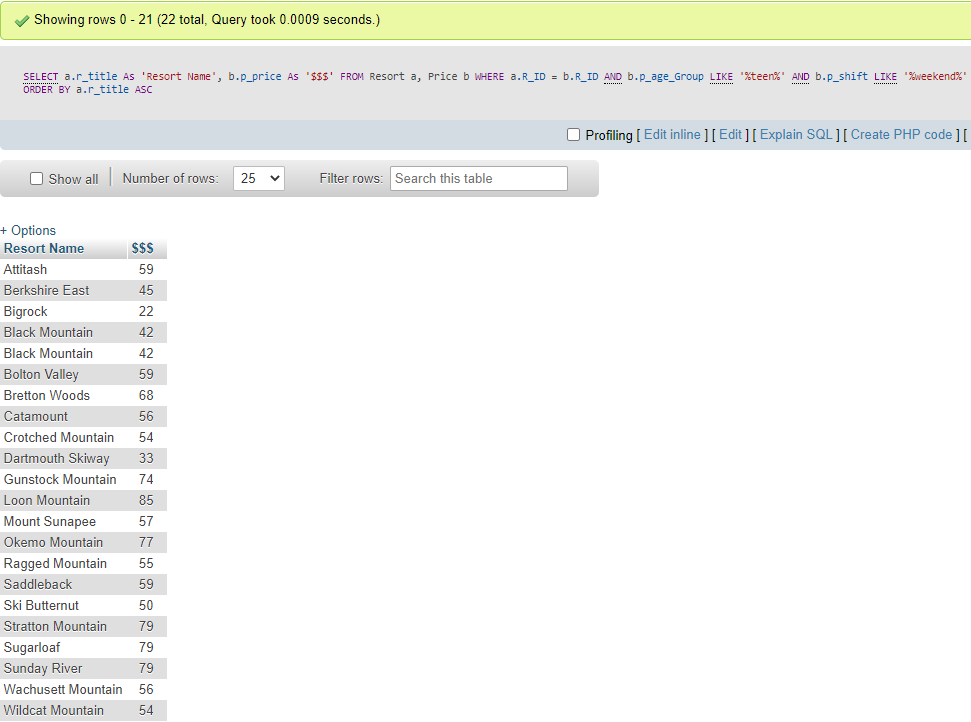 Showing rows 0 - 21 (22 total, Query took 0.0009 seconds.)
SELECT a.r_title As 'Resort Name', b.p_price As '$$$' FROM Resort a, Price b WHERE a.R_ID = b.R_ID AND b.p_age_Group LIKE '%teen%' AND b.p_shift LIKE '%weekend%'
ORDER BY a.r_title ASC
Profiling [ Edit inline ] [ Edit ] [ Explain SQL ] [ Create PHP code ] [
Show all Number of rows: 25 Filter rows: Search this table
+ Options
Resort Name $$$
Attitash 59
Berkshire East 45
Bigrock 22
Black Mountain 42
Black Mountain 42
Bolton Valley 59
Bretton Woods 68
Catamount 56
Crotched Mountain 54
Dartmouth Skiway 33
Gunstock Mountain 74
Loon Mountain 85
Mount Sunapee 57
Okemo Mountain 77
Ragged Mountain 55
Saddleback 59
Ski Butternut 50
Stratton Mountain 79
Sugarloaf 79
Sunday River 79
Wachusett Mountain 56
Wildcat Mountain 54